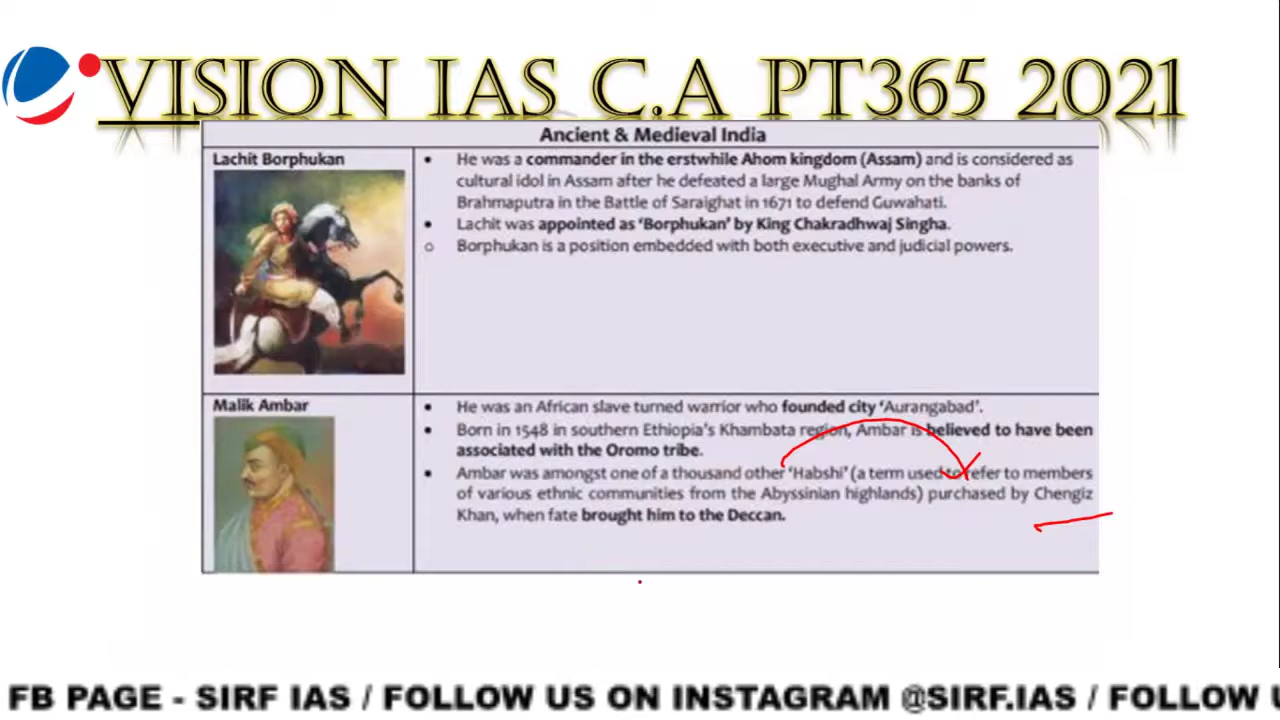 VISION IAS C.A PT365 2021
Ancient & Medieval India
Lachit Borphukan
• He was a commander in the erstwhile Ahom kingdom (Assam) and is considered as
cultural idol in Assam after he defeated a large Mughal Army on the banks of
Brahmaputra in the Battle of Saraighat in 1671 to defend Guwahati.
• Lachit was appointed as ‘Borphukan’ by King Chakradhwaj Singha.
o Borphukan is a position embedded with both executive and judicial powers.
Malik Ambar
• He was an African slave turned warrior who founded city ‘Aurangabad’.
• Born in 1548 in southern Ethiopia's Khambata region, Ambar is believed to have been
associated with the Oromo tribe.
• Ambar was amongst one of a thousand other ‘Habshi’ (a term used to refer to members
of various ethnic communities from the Abyssinian highlands) purchased by Chengiz
Khan, when fate brought him to the Deccan.
FB PAGE - SIRF IAS / FOLLOW US ON INSTAGRAM @SIRF.IAS / FOLLOW U